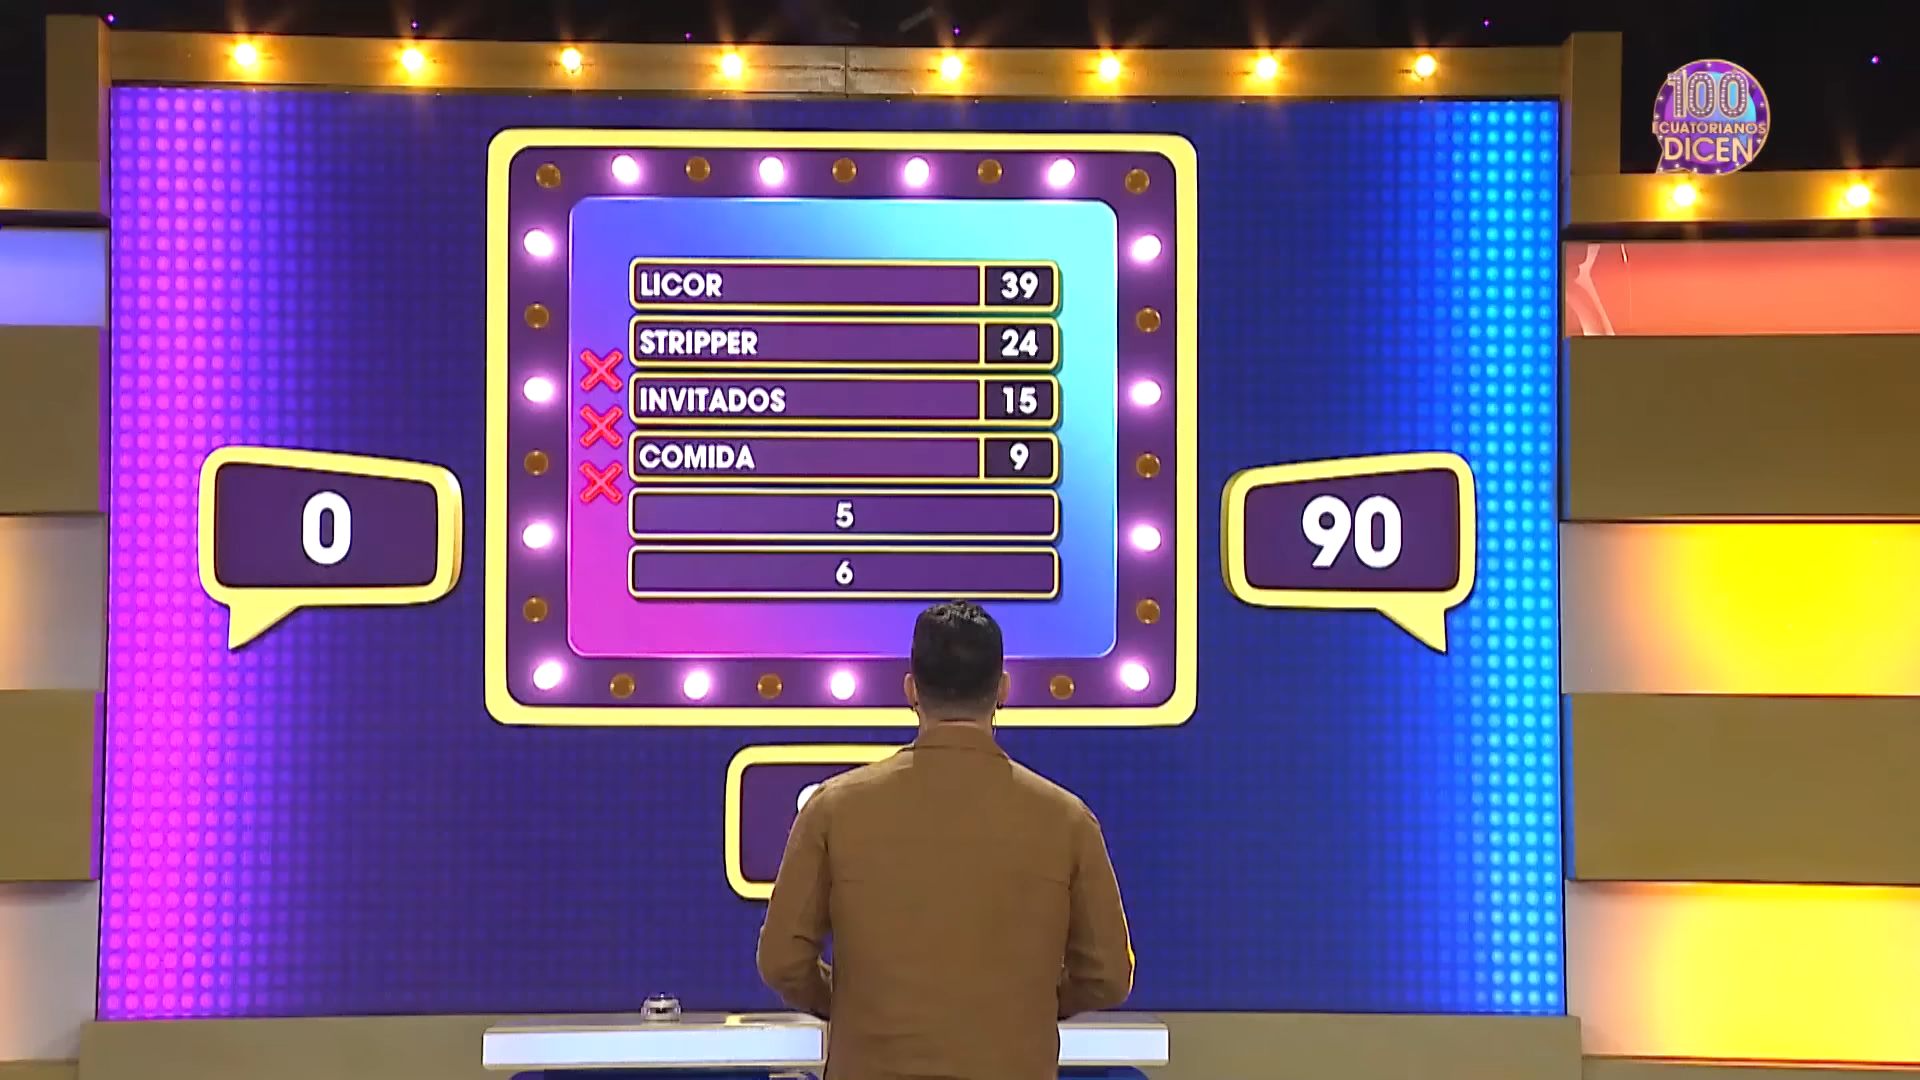 100
ECUATORIANOS
DICEN
LICOR 39
STRIPPER 24
INVITADOS 15
COMIDA 9
5
6
0
90